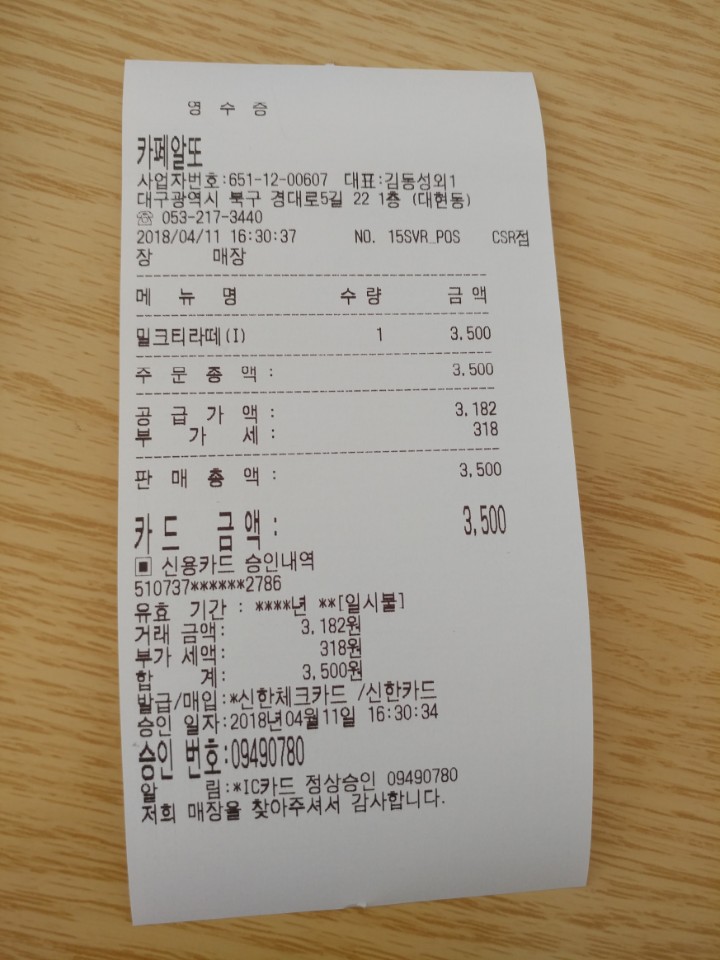 영 수 증
카페알또
사업자번호:651-12-00607 대표:김동성외1
대구광역시 북구 경대로5길 22 1층 (대현동)
☏ 053-217-3440
2018/04/11 16:30:37 NO. 15SVR_POS CSR점
장 매장
메 뉴 명 수 량 금 액
밀크티라떼(I) 1 3,500
주 문 총 액 : 3,500
공 급 가 액 : 3,182
부 가 세 : 318
판 매 총 액 : 3,500
카드 금액: 3,500
▣ 신용카드 승인내역
510737******2786
유효 기간 : ****년 **[일시불]
거래 금액: 3,182원
부가 세액: 318원
합 계: 3,500원
발급/매입:*신한체크카드 /신한카드
승인 일자:2018년04월11일 16:30:34
승인 번호:09490780
알 림:*IC카드 정상승인 09490780
저희 매장을 찾아주셔서 감사합니다.